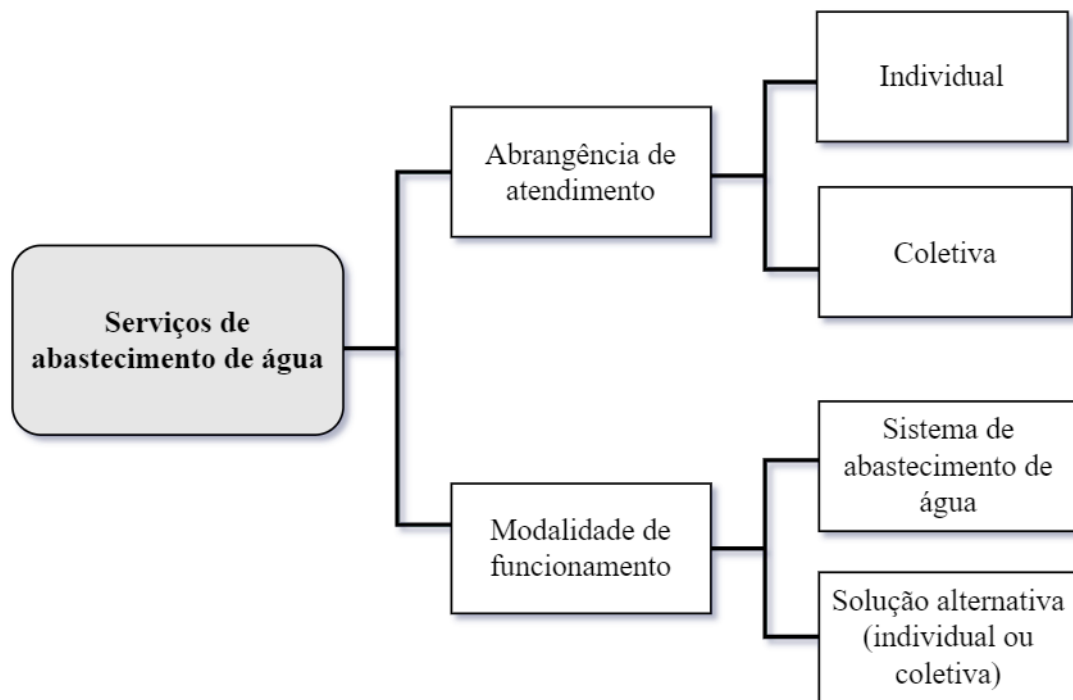 Serviços de
abastecimento de água
Abrangência de
atendimento
Individual
Coletiva
Modalidade de
funcionamento
Sistema de
abastecimento de
água
Solução alternativa
(individual ou
coletiva)